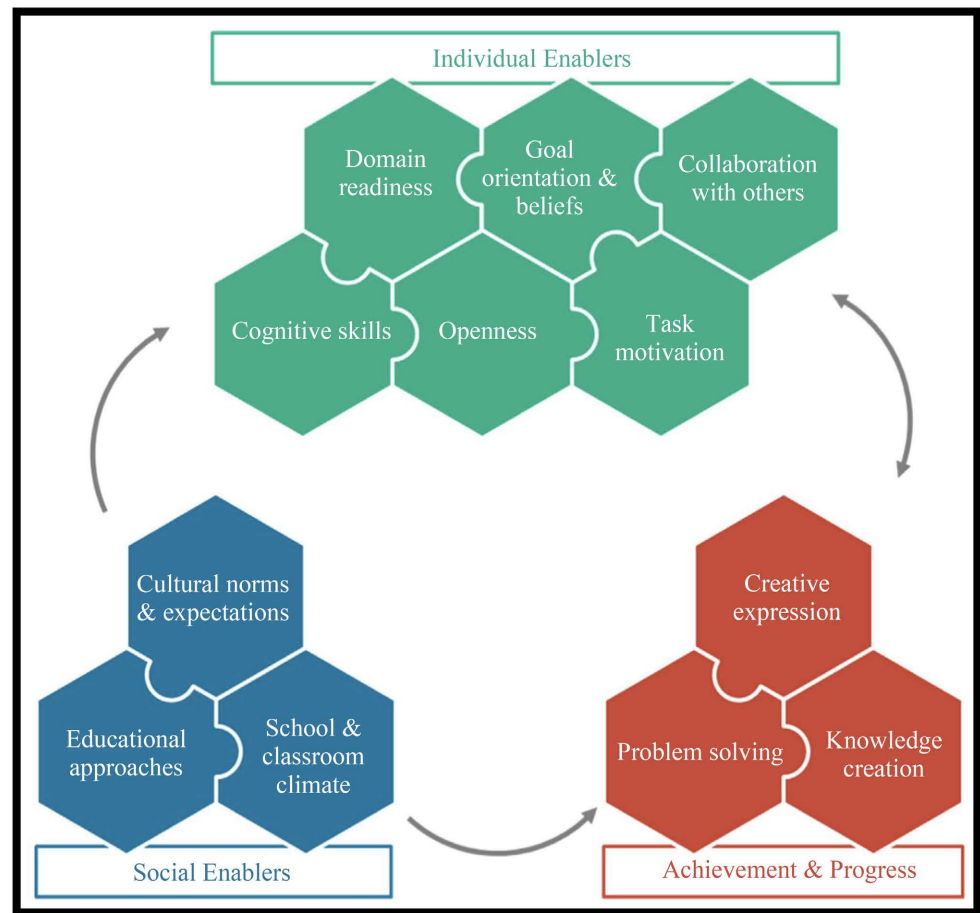 Individual Enablers
Domain
readiness
Goal
orientation &
beliefs
Collaboration
with others
Cognitive skills
Openness
Task
motivation
Cultural norms
& expectations
Educational
approaches
School &
classroom
climate
Social Enablers
Creative
expression
Problem solving
Knowledge
creation
Achievement & Progress